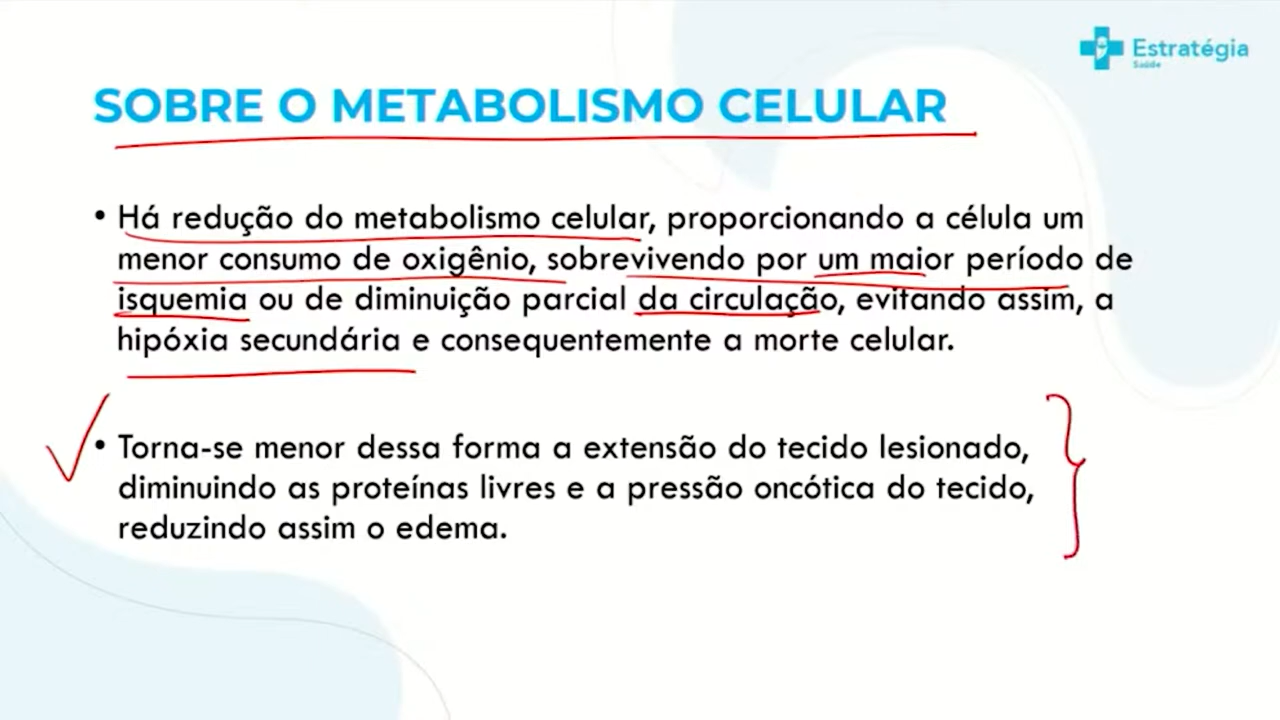 Estratégia
Saúde
SOBRE O METABOLISMO CELULAR
• Há redução do metabolismo celular, proporcionando a célula um
menor consumo de oxigênio, sobrevivendo por um maior período de
isquemia ou de diminuição parcial da circulação, evitando assim, a
hipóxia secundária e consequentemente a morte celular.
• Torna-se menor dessa forma a extensão do tecido lesionado,
diminuindo as proteínas livres e a pressão oncótica do tecido,
reduzindo assim o edema.